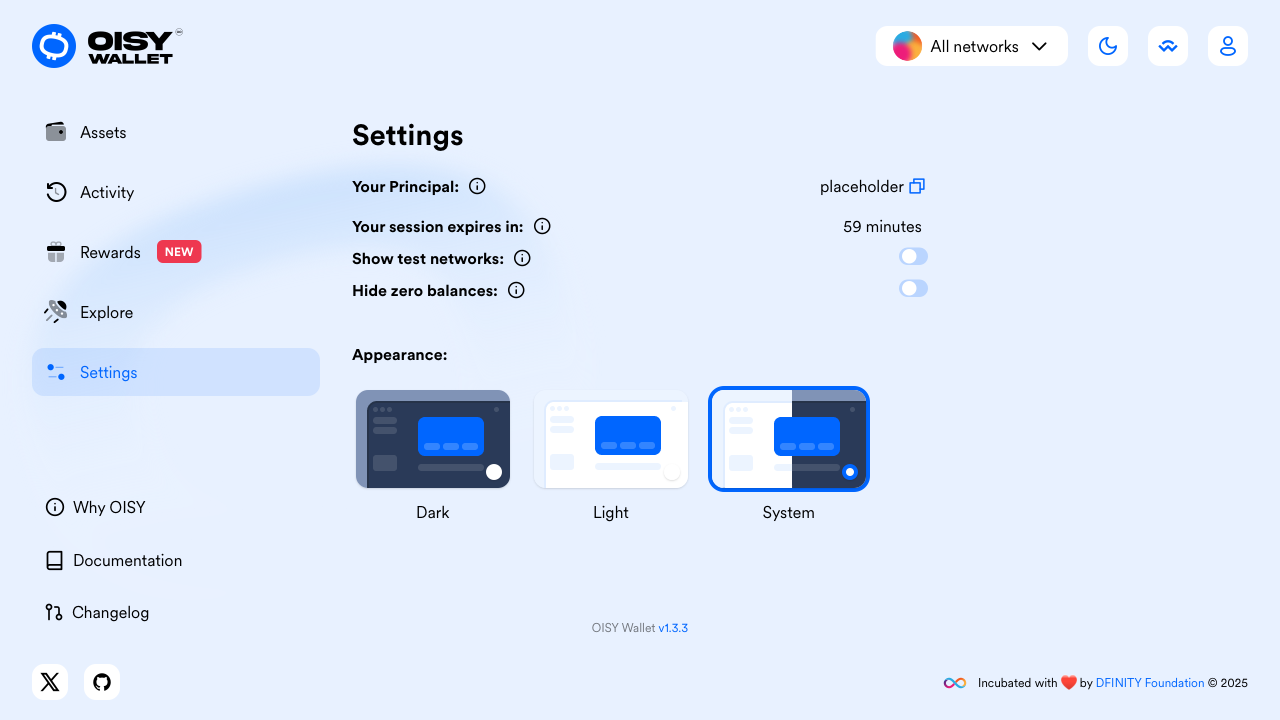 OISY
WALLET
All networks
Assets
Activity
Rewards NEW
Explore
Settings
Why OISY
Documentation
Changelog
Settings
Your Principal: placeholder
Your session expires in: 59 minutes
Show test networks:
Hide zero balances:
Appearance:
Dark Light System
OISY Wallet v1.3.3
Incubated with ❤️ by DFINITY Foundation © 2025